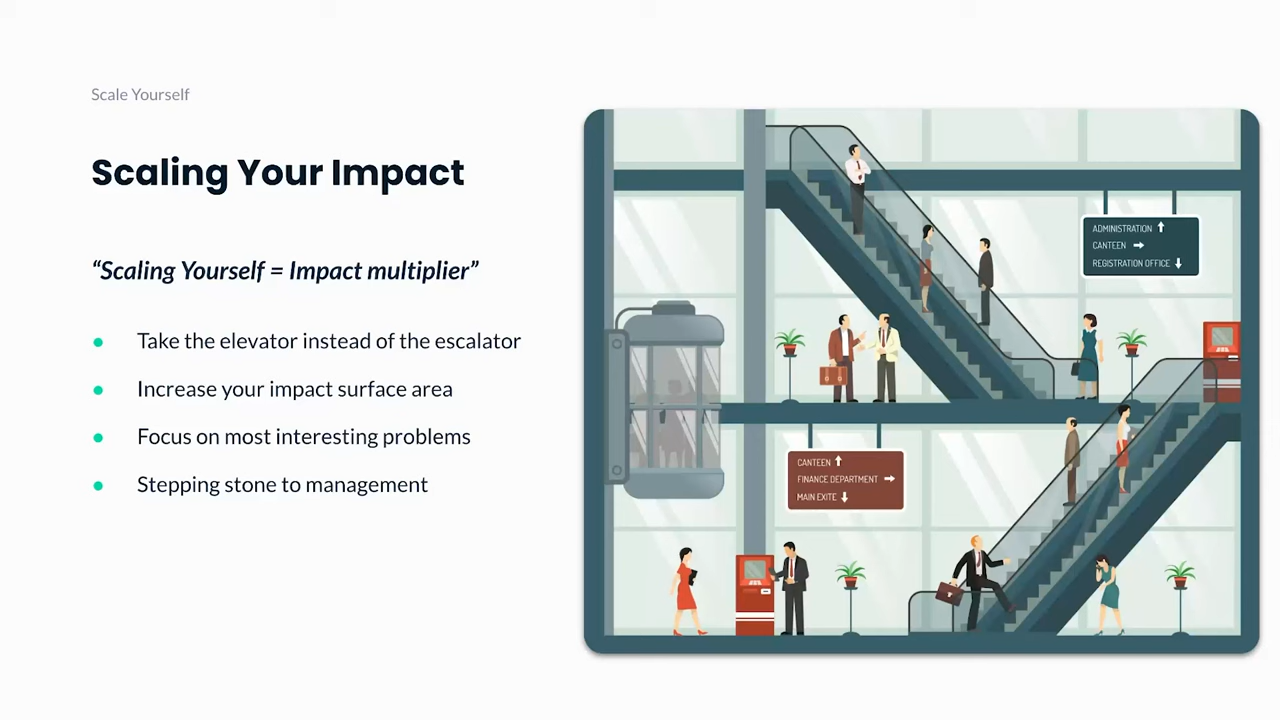 Scale Yourself
Scaling Your Impact
“Scaling Yourself = Impact multiplier”
Take the elevator instead of the escalator
Increase your impact surface area
Focus on most interesting problems
Stepping stone to management
ADMINISTRATION ↑
CANTEEN →
REGISTRATION OFFICE ↓
CANTEEN ↑
FINANCE DEPARTMENT →
MAIN EXITE ↓